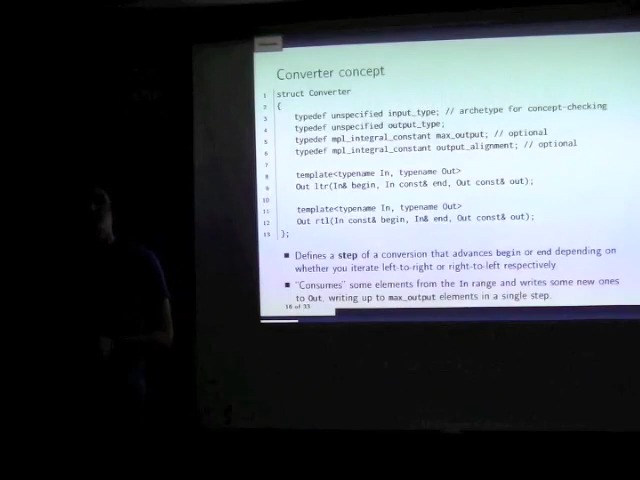 Converter concept
1 struct Converter
2 {
3 typedef unspecified input_type; // archetype for concept-checking
4 typedef unspecified output_type;
5 typedef mpl_integral_constant max_output; // optional
6 typedef mpl_integral_constant output_alignment; // optional
7
8 template<typename In, typename Out>
9 Out ltr(In& begin, In const& end, Out const& out);
10
11 template<typename In, typename Out>
12 Out rtl(In const& begin, In& end, Out const& out);
13 };
■ Defines a step of a conversion that advances begin or end depending on
whether you iterate left-to-right or right-to-left respectively.
■ "Consumes" some elements from the In range and writes some new ones
to Out, writing up to max_output elements in a single step.
16 of 33